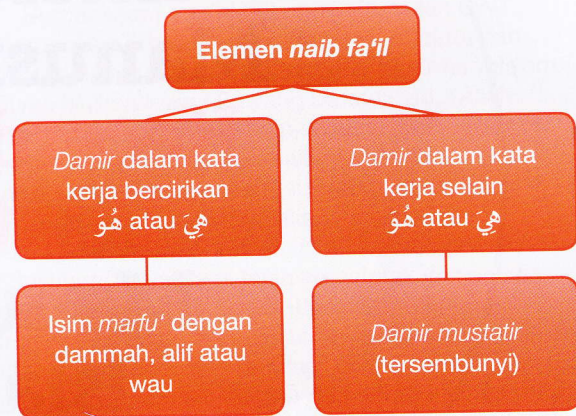 Elemen naib fa‘il
Damir dalam kata
kerja bercirikan
هُوَ atau هِيَ
Damir dalam kata
kerja selain
هُوَ atau هِيَ
Isim marfu‘ dengan
dammah, alif atau
wau
Damir mustatir
(tersembunyi)